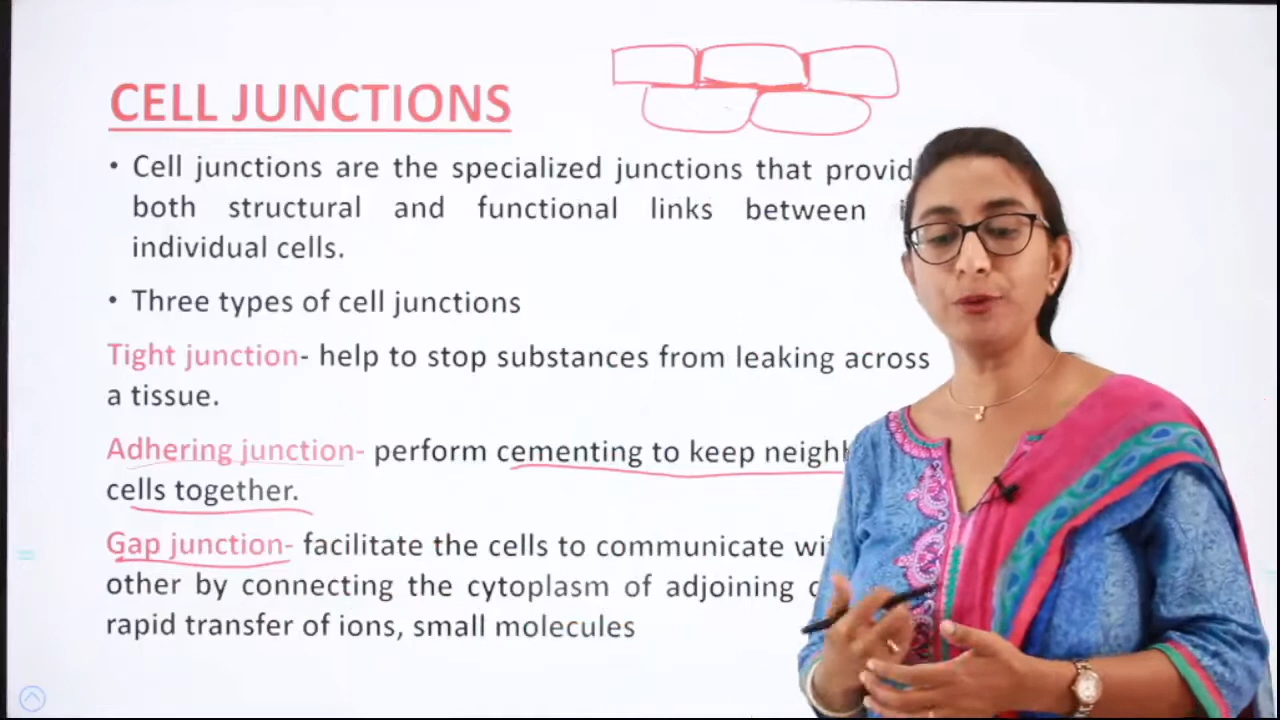 CELL JUNCTIONS
• Cell junctions are the specialized junctions that
both structural and functional links between
individual cells.
• Three types of cell junctions
Tight junction- help to stop substances from leaking across
a tissue.
Adhering junction- perform cementing to keep
cells together.
Gap junction- facilitate the cells to communicate
other by connecting the cytoplasm of adjoining
rapid transfer of ions, small molecules